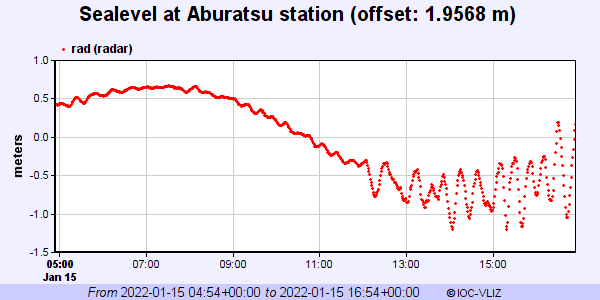 Sealevel at Aburatsu station (offset: 1.9568 m)
rad (radar)
meters
1.0
0.5
0.0
-0.5
-1.0
-1.5
05:00 07:00 09:00 11:00 13:00 15:00
Jan 15
From 2022-01-15 04:54+00:00 to 2022-01-15 16:54+00:00 © IOC-VLIZ